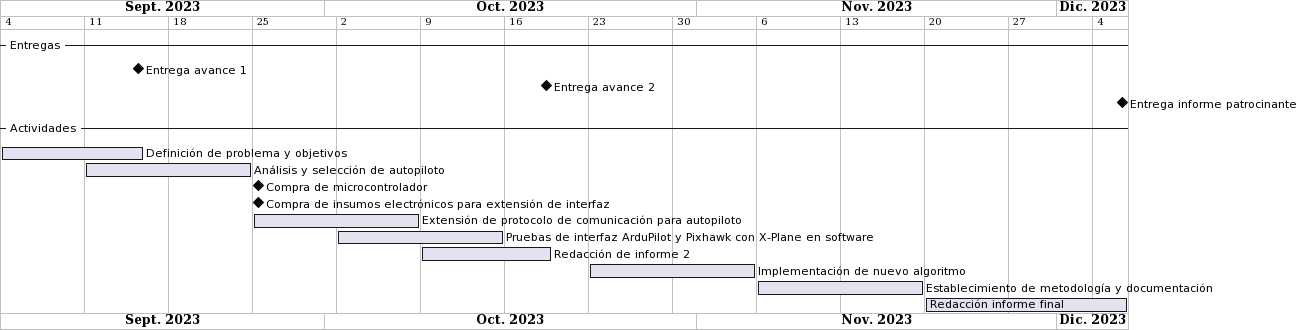 Sept. 2023 Oct. 2023 Nov. 2023 Dic. 2023
4 11 18 25 2 9 16 23 30 6 13 20 27 4
Entregas
Entrega avance 1
Entrega avance 2
Entrega informe patrocinante
Actividades
Definición de problema y objetivos
Análisis y selección de autopiloto
Compra de microcontrolador
Compra de insumos electrónicos para extensión de interfaz
Extensión de protocolo de comunicación para autopiloto
Pruebas de interfaz ArduPilot y Pixhawk con X-Plane en software
Redacción de informe 2
Implementación de nuevo algoritmo
Establecimiento de metodología y documentación
Redacción informe final
Sept. 2023 Oct. 2023 Nov. 2023 Dic. 2023